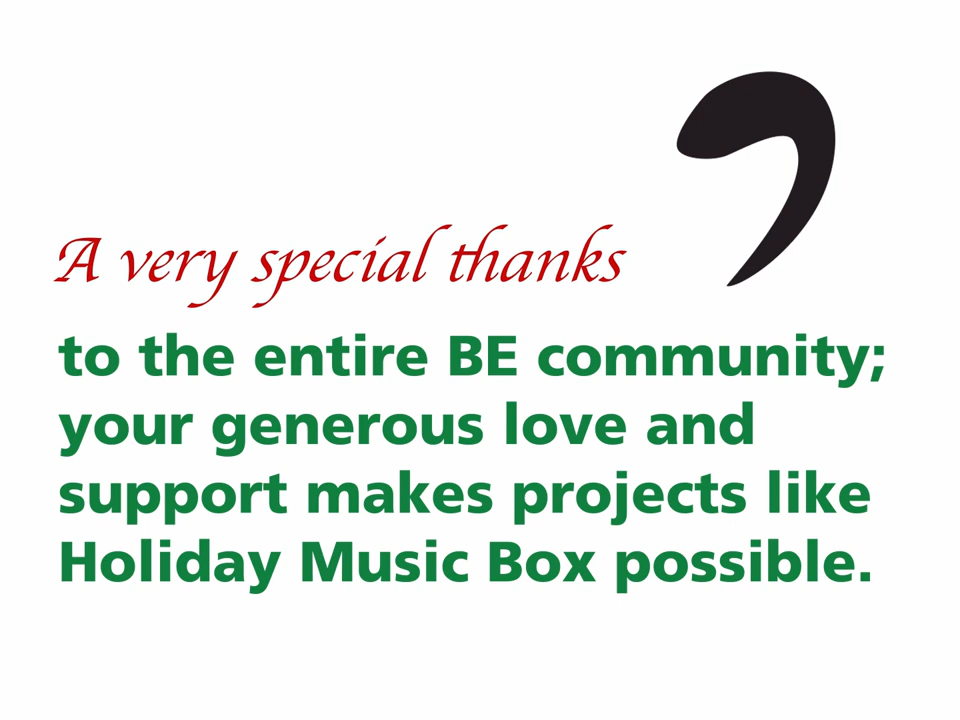 A very special thanks
to the entire BE community;
your generous love and
support makes projects like
Holiday Music Box possible.